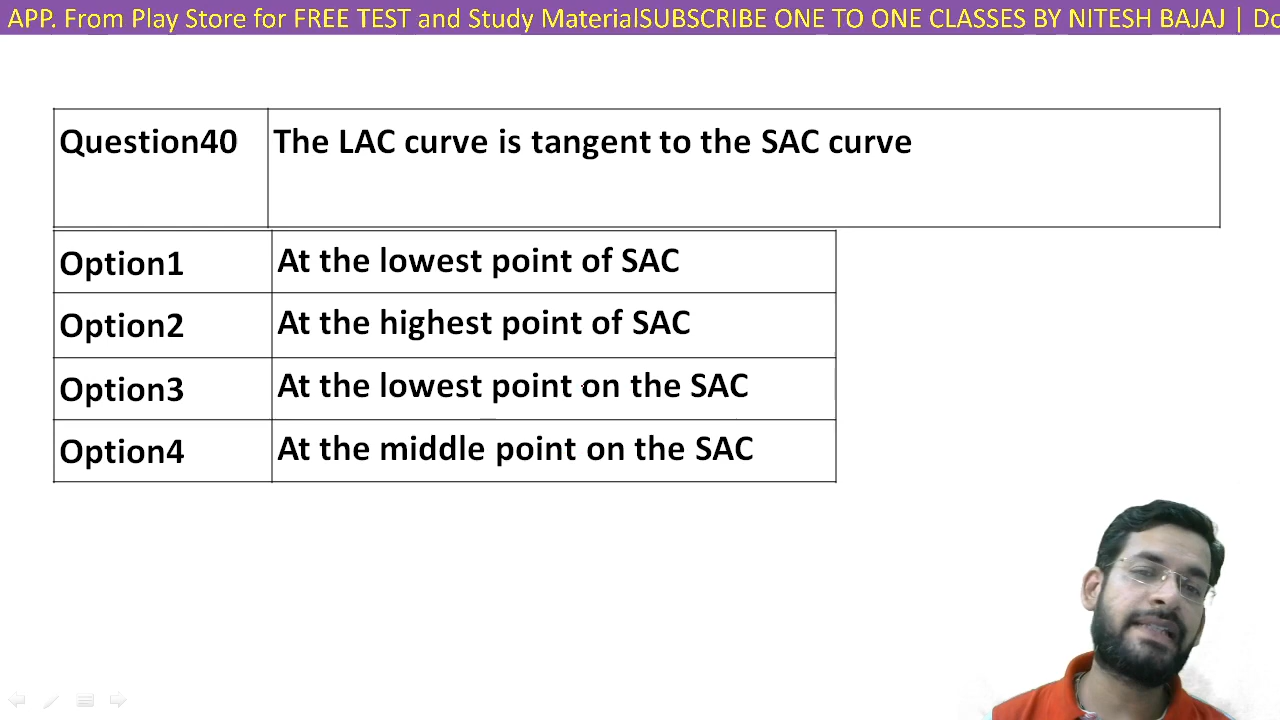 APP. From Play Store for FREE TEST and Study MaterialSUBSCRIBE ONE TO ONE CLASSES BY NITESH BAJAJ | Do
Question40 The LAC curve is tangent to the SAC curve
Option1 At the lowest point of SAC
Option2 At the highest point of SAC
Option3 At the lowest point on the SAC
Option4 At the middle point on the SAC